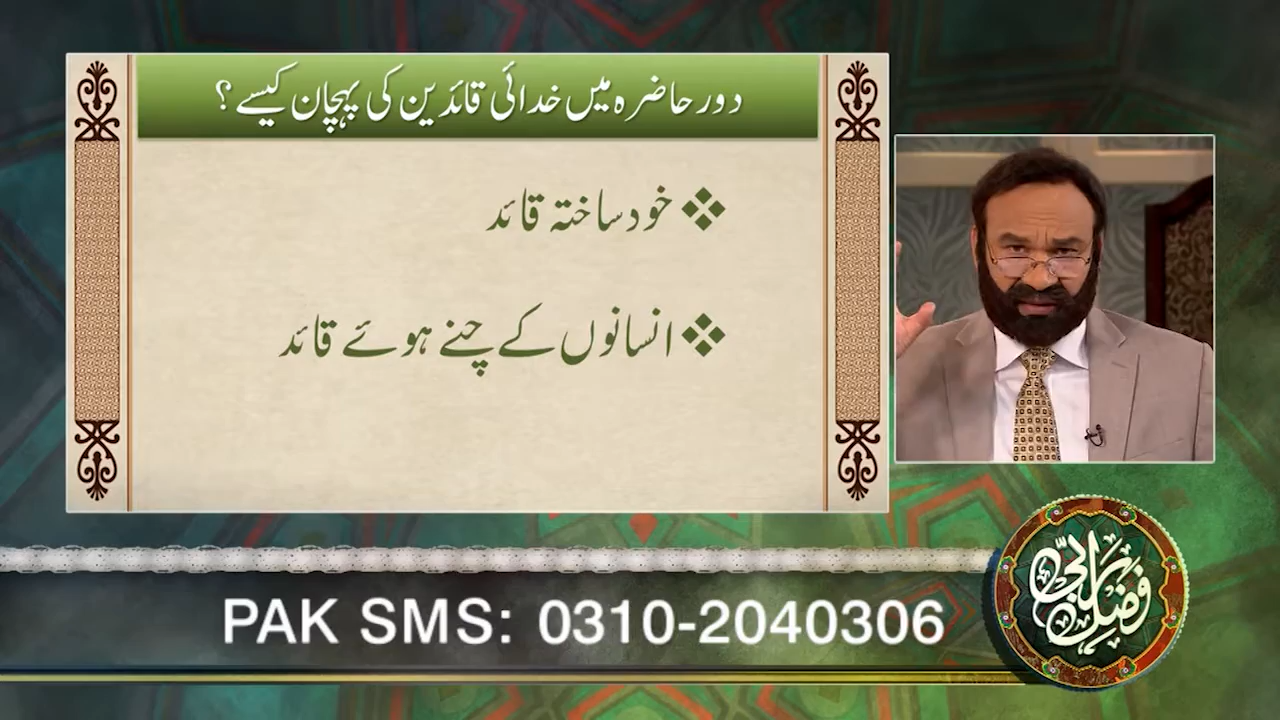 دور حاضرہ میں خدائی قائدین کی پہچان کیسے ؟
خود ساختہ قائد
انسانوں کے چنے ہوئے قائد
PAK SMS: 0310-2040306
فضل ربی